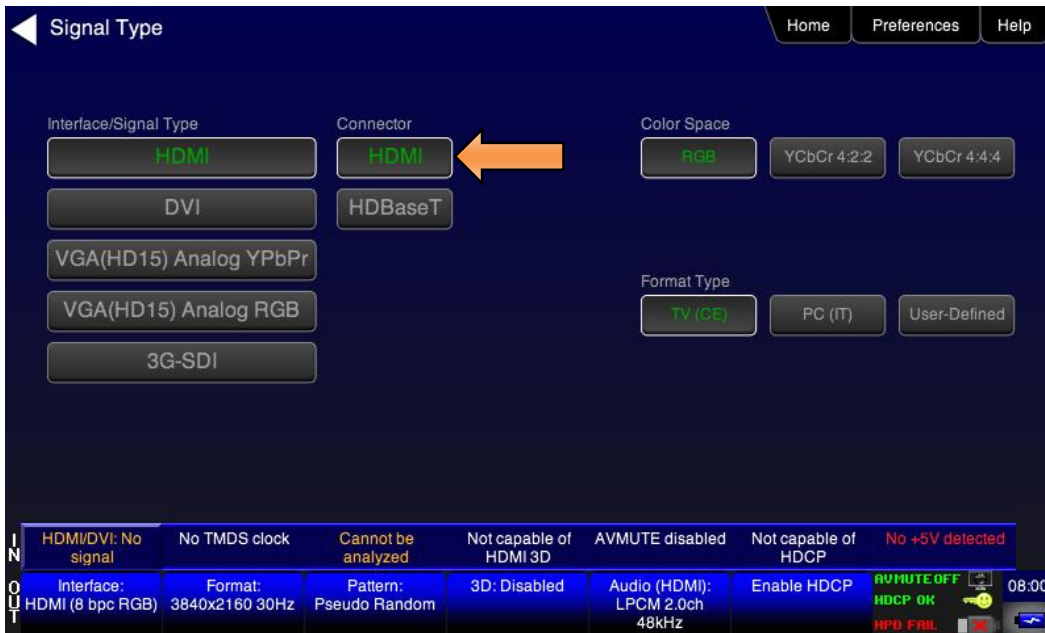 Signal Type
Home
Preferences
Help
Interface/Signal Type
Connector
Color Space
HDMI
HDMI
RGB
YCbCr 4:2:2
YCbCr 4:4:4
DVI
HDBaseT
VGA(HD15) Analog YPbPr
Format Type
VGA(HD15) Analog RGB
TV (CE)
PC (IT)
User-Defined
3G-SDI
IN
HDMI/DVI: No
signal
No TMDS clock
Cannot be
analyzed
Not capable of
HDMI 3D
AVMUTE disabled
Not capable of
HDCP
No +5V detected
OUT
Interface:
HDMI (8 bpc RGB)
Format:
3840x2160 30Hz
Pattern:
Pseudo Random
3D: Disabled
Audio (HDMI):
LPCM 2.0ch
48kHz
Enable HDCP
AVMUTEOFF
HDCP OK
HPD FAIL
08:00